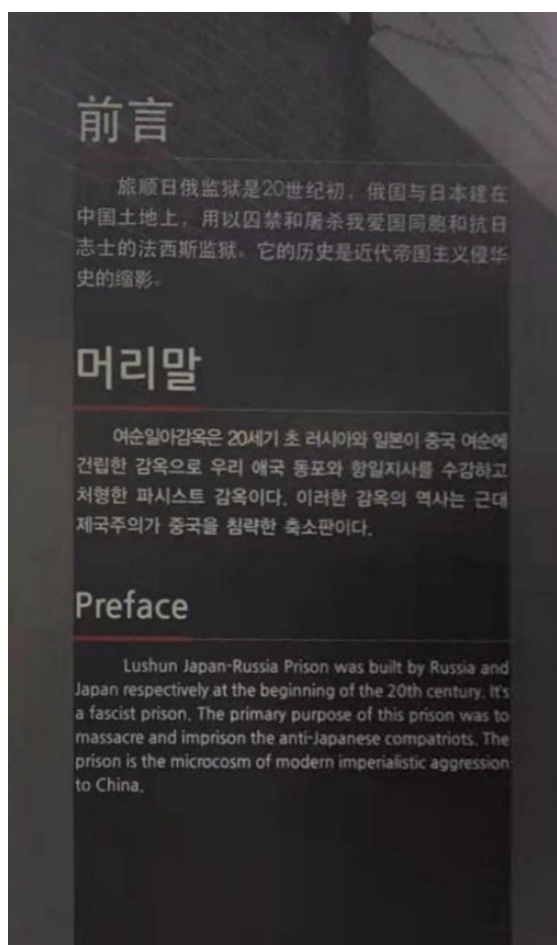 前言
旅顺日俄监狱是20世纪初，俄国与日本建在
中国土地上，用以囚禁和屠杀我爱国同胞和抗日
志士的法西斯监狱。它的历史是近代帝国主义侵华
史的缩影。
머리말
여순일아감옥은 20세기 초 러시아와 일본이 중국 여순에
건립한 감옥으로 우리 애국 동포와 항일지사를 수감하고
처형한 파시스트 감옥이다. 이러한 감옥의 역사는 근대
제국주의가 중국을 침략한 축소판이다.
Preface
Lushun Japan-Russia Prison was built by Russia and
Japan respectively at the beginning of the 20th century. It's
a fascist prison. The primary purpose of this prison was to
massacre and imprison the anti-Japanese compatriots. The
prison is the microcosm of modern imperialistic aggression
to China.